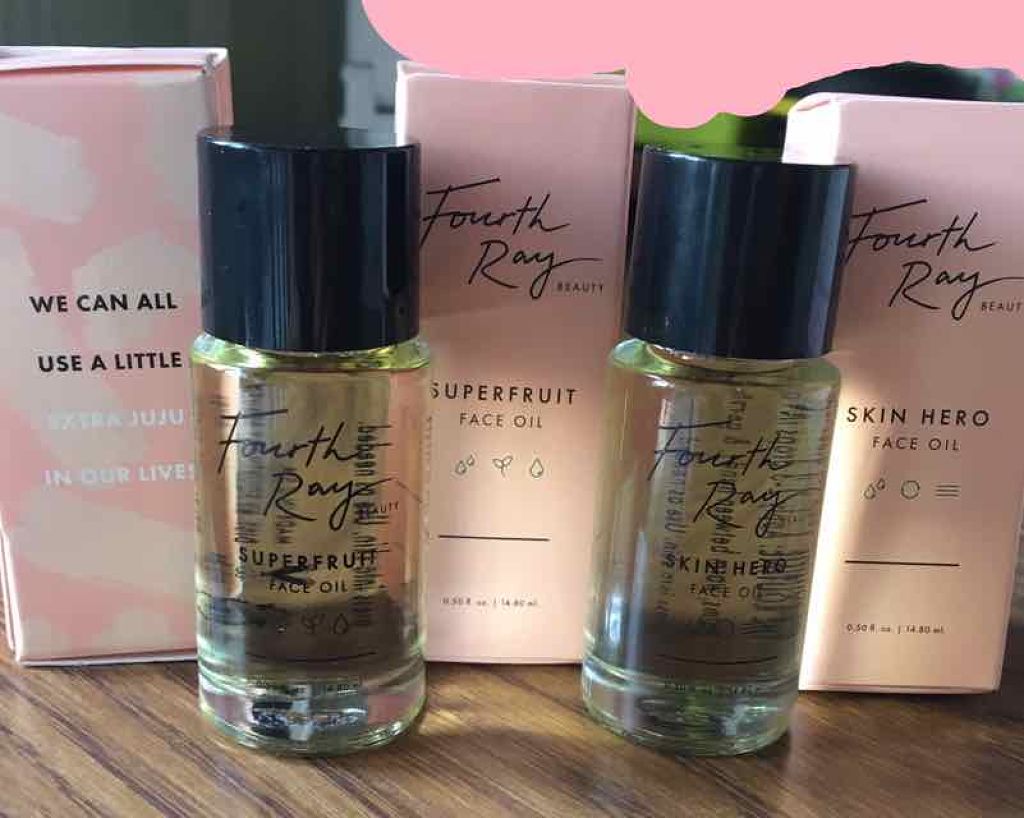 WE CAN ALL
USE A LITTLE
EXTRA JUJU
IN OUR LIVES
Fourth
Ray
BEAUTY
SUPERFRUIT
FACE OIL
Fourth
Ray
BEAUTY
SUPERFRUIT
FACE OIL
0.50 fl. oz. | 14.80 ml.
Fourth
Ray
SKIN HERO
FACE OIL
Fourth
Ray
BEAUT
SKIN HERO
FACE OIL
0.50 fl. oz. | 14.80 ml.